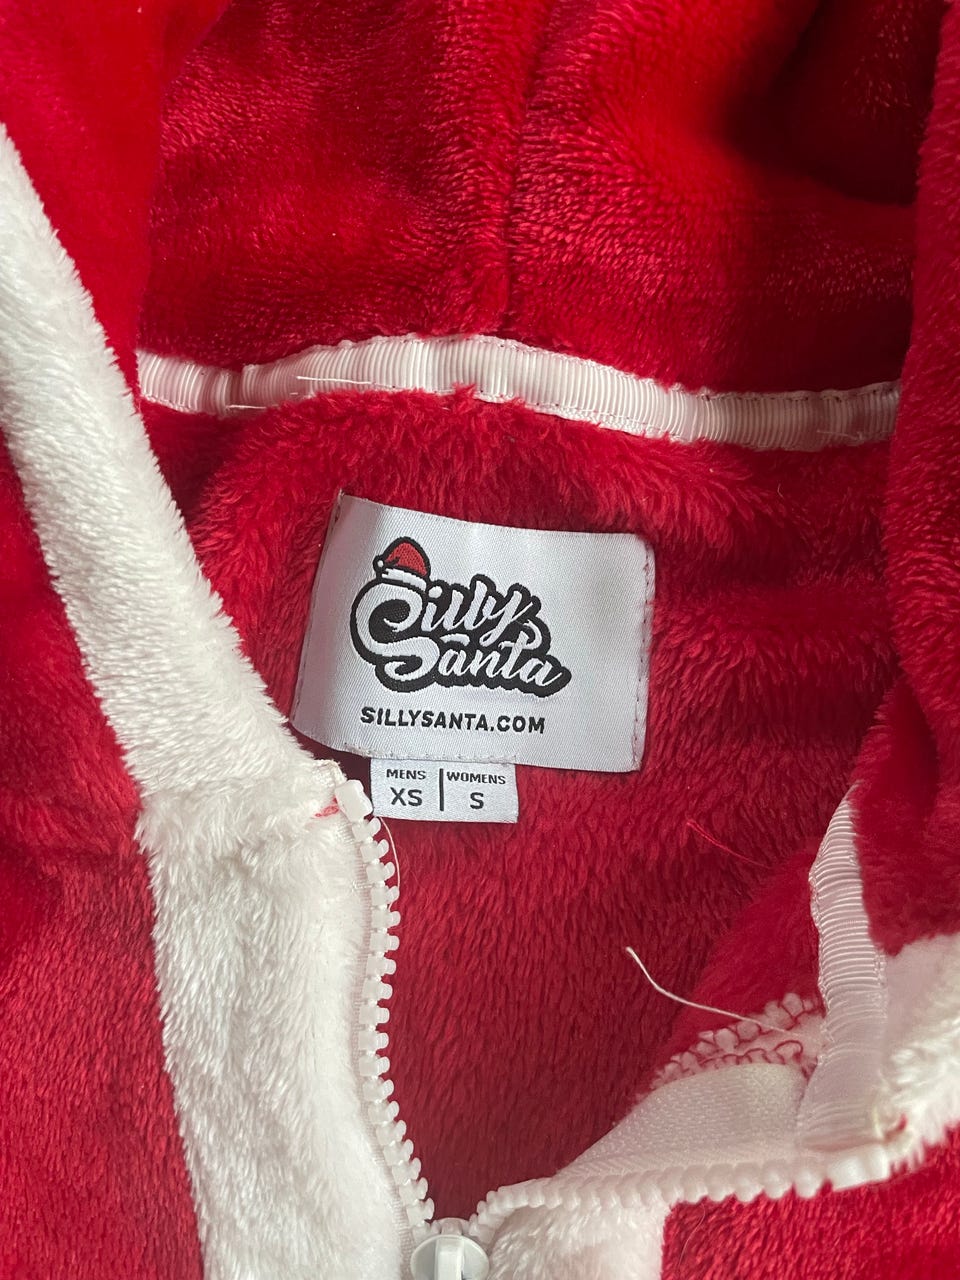 Silly
Santa
SILLYSANTA.COM
MENS | WOMENS
XS | S